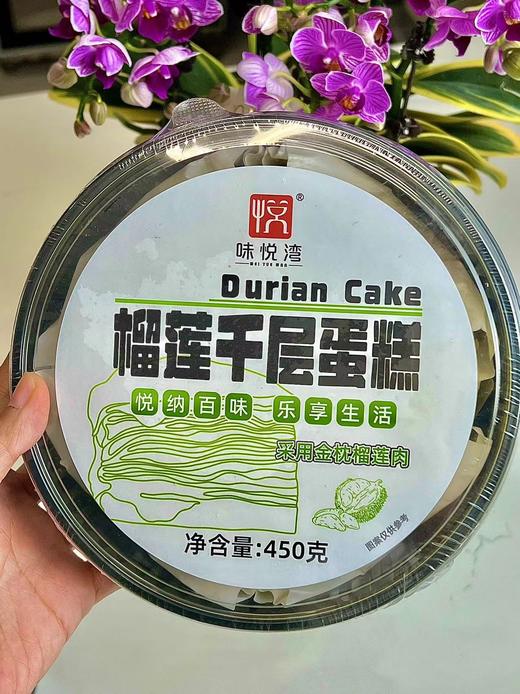 悦®
味悦湾
WEI YUE WAN
Durian Cake
榴莲千层蛋糕
悦纳百味 乐享生活
采用金枕榴莲肉
图案仅供参考
净含量:450克